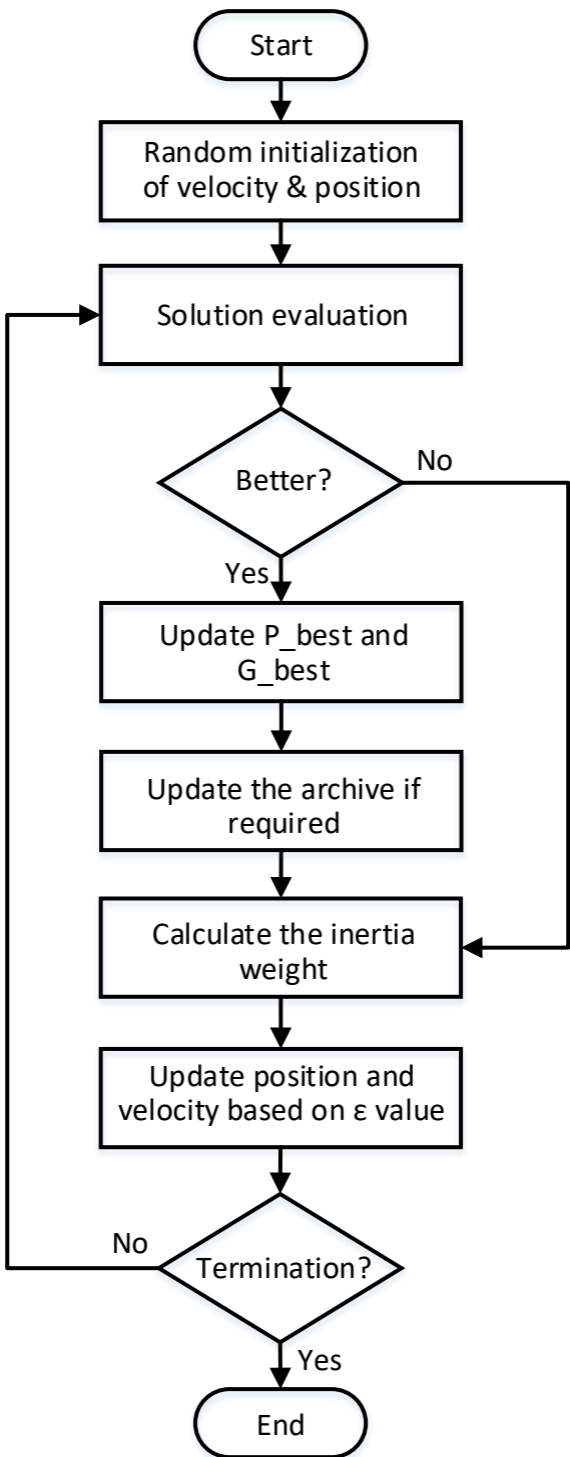 Start
Random initialization
of velocity & position
Solution evaluation
Better?
No
Yes
Update P_best and
G_best
Update the archive if
required
Calculate the inertia
weight
Update position and
velocity based on ε value
No
Termination?
Yes
End